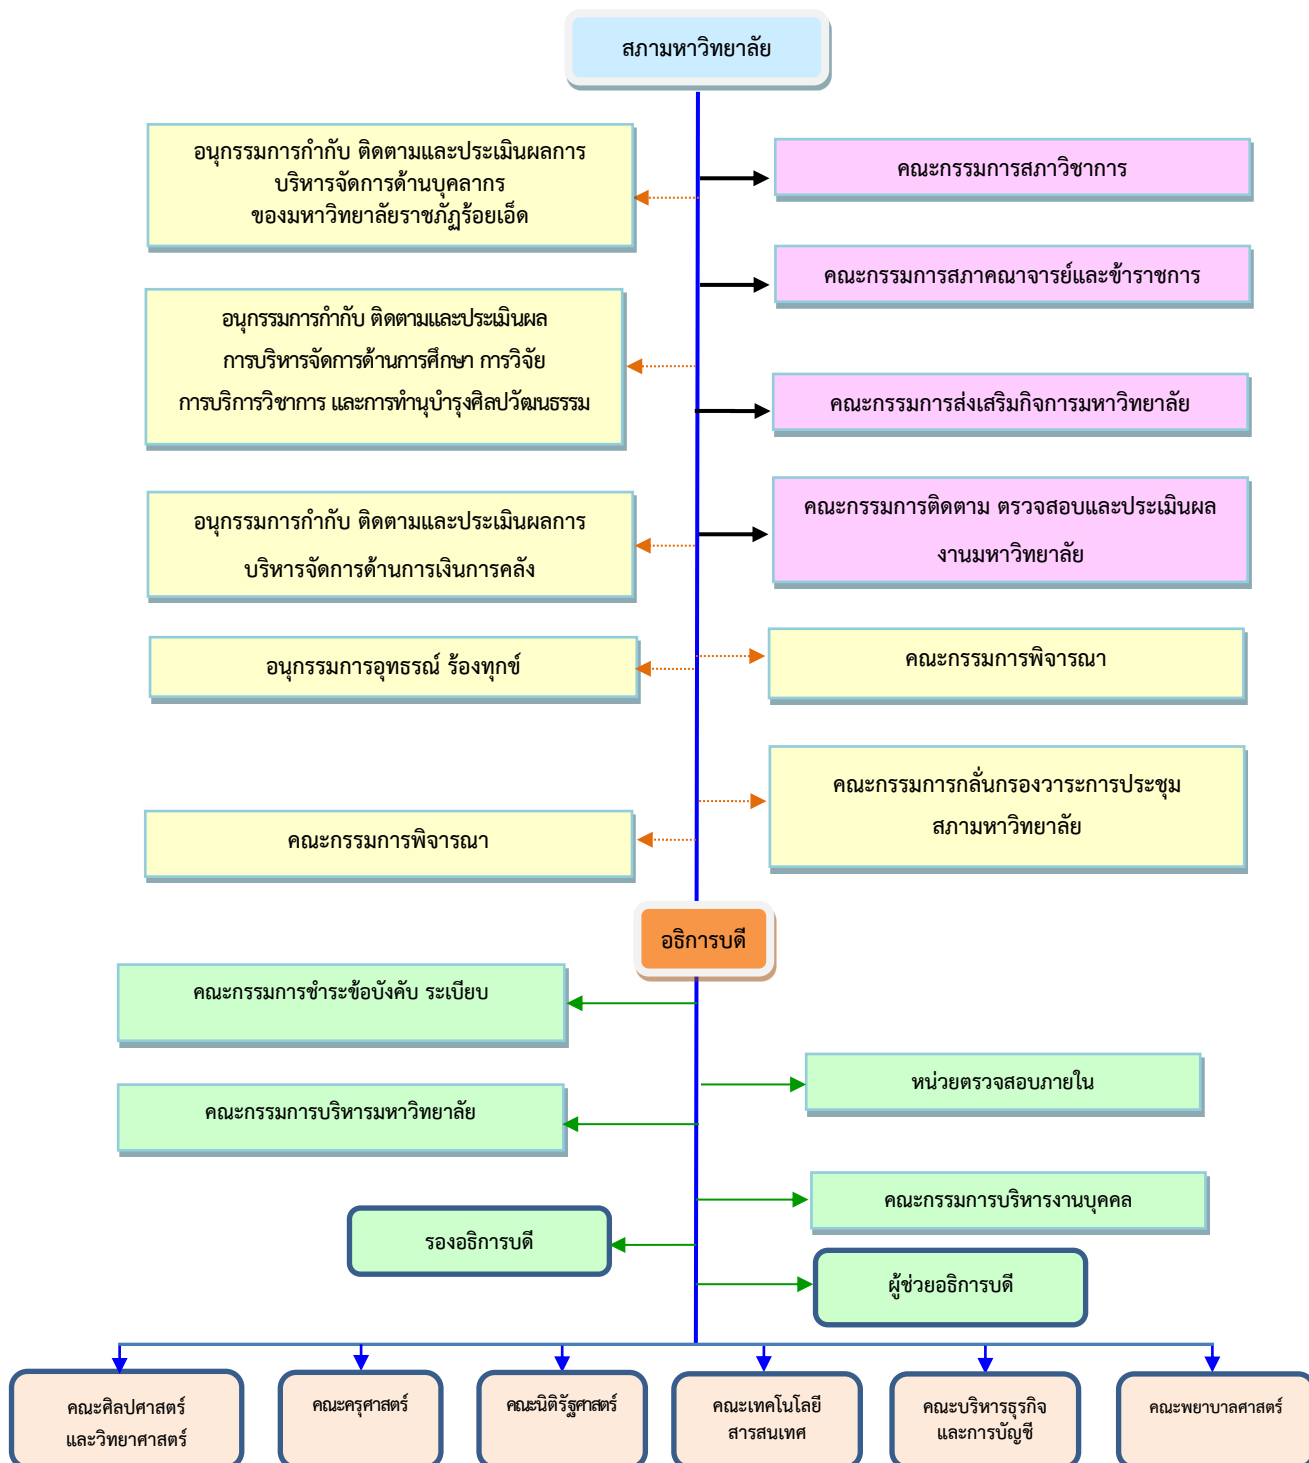 สภามหาวิทยาลัย
อนุกรรมการกำกับ ติดตามและประเมินผลการ
บริหารจัดการด้านบุคลากร
ของมหาวิทยาลัยราชภัฏร้อยเอ็ด
คณะกรรมการสภาวิชาการ
คณะกรรมการสภาคณาจารย์และข้าราชการ
อนุกรรมการกำกับ ติดตามและประเมินผล
การบริหารจัดการด้านการศึกษา การวิจัย
การบริการวิชาการ และการทำนุบำรุงศิลปวัฒนธรรม
คณะกรรมการส่งเสริมกิจการมหาวิทยาลัย
อนุกรรมการกำกับ ติดตามและประเมินผลการ
บริหารจัดการด้านการเงินการคลัง
คณะกรรมการติดตาม ตรวจสอบและประเมินผล
งานมหาวิทยาลัย
อนุกรรมการอุทธรณ์ ร้องทุกข์
คณะกรรมการพิจารณา
คณะกรรมการกลั่นกรองวาระการประชุม
สภามหาวิทยาลัย
คณะกรรมการพิจารณา
อธิการบดี
คณะกรรมการชำระข้อบังคับ ระเบียบ
หน่วยตรวจสอบภายใน
คณะกรรมการบริหารมหาวิทยาลัย
คณะกรรมการบริหารงานบุคคล
รองอธิการบดี
ผู้ช่วยอธิการบดี
คณะศิลปศาสตร์
และวิทยาศาสตร์
คณะครุศาสตร์
คณะนิติรัฐศาสตร์
คณะเทคโนโลยี
สารสนเทศ
คณะบริหารธุรกิจ
และการบัญชี
คณะพยาบาลศาสตร์